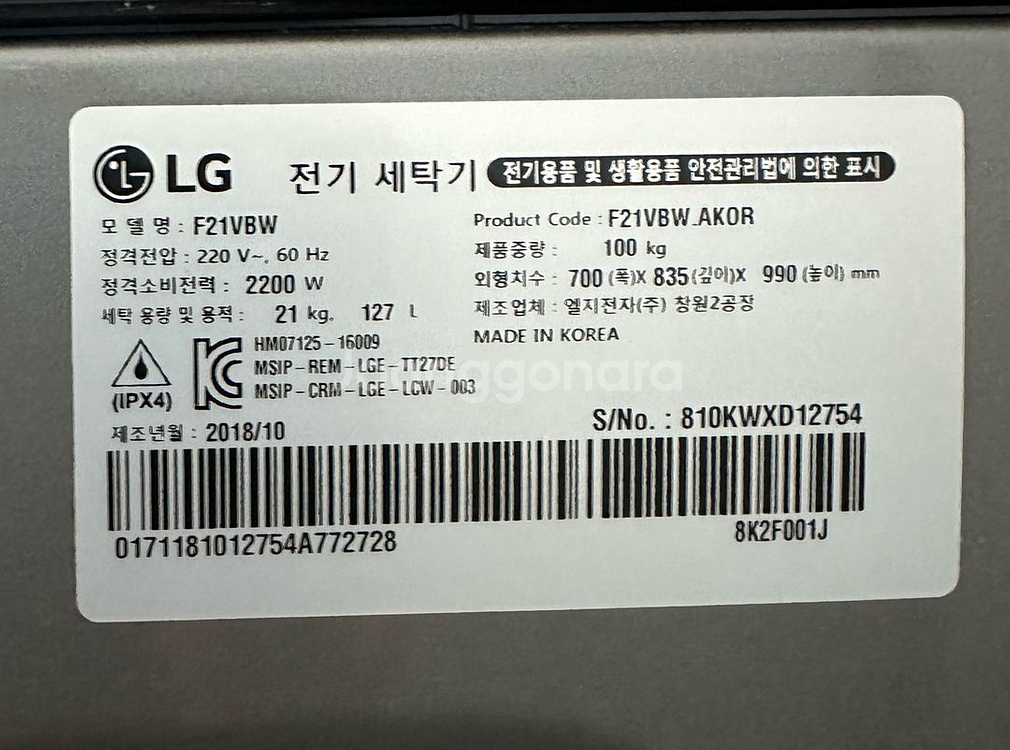 LG 전기 세탁기 전기용품 및 생활용품 안전관리법에 의한 표시
모 델 명 : F21VBW
Product Code : F21VBW.AKOR
정격전압 : 220 V~, 60 Hz
제품중량 : 100 kg
정격소비전력 : 2200 W
외형치수 : 700 (폭)X 835(깊이)X 990 (높이) mm
세탁 용량 및 용적 : 21 kg, 127 L
제조업체 : 엘지전자(주) 창원2공장
MADE IN KOREA
HM07125-16009
MSIP-REM-LGE-TT27DE
MSIP-CRM-LGE-LCW-003
(IPX4)
제조년월 : 2018/10
S/No. : 810KWXD12754
0171181012754A772728
8K2F001J